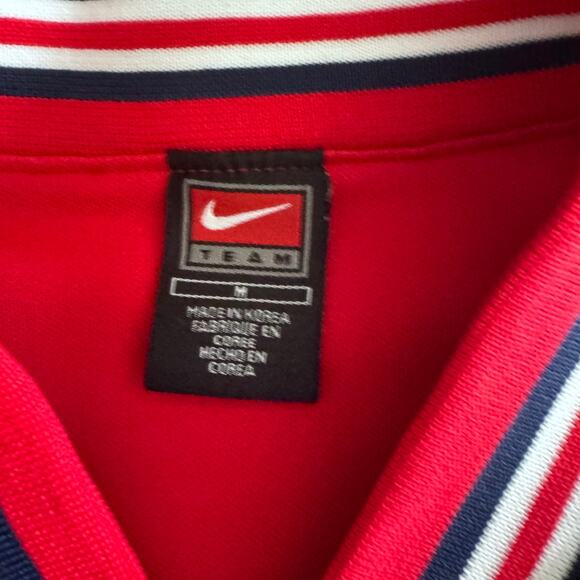 TEAM
M
MADE IN KOREA
FABRIQUE EN
COREE
HECHO EN
COREA